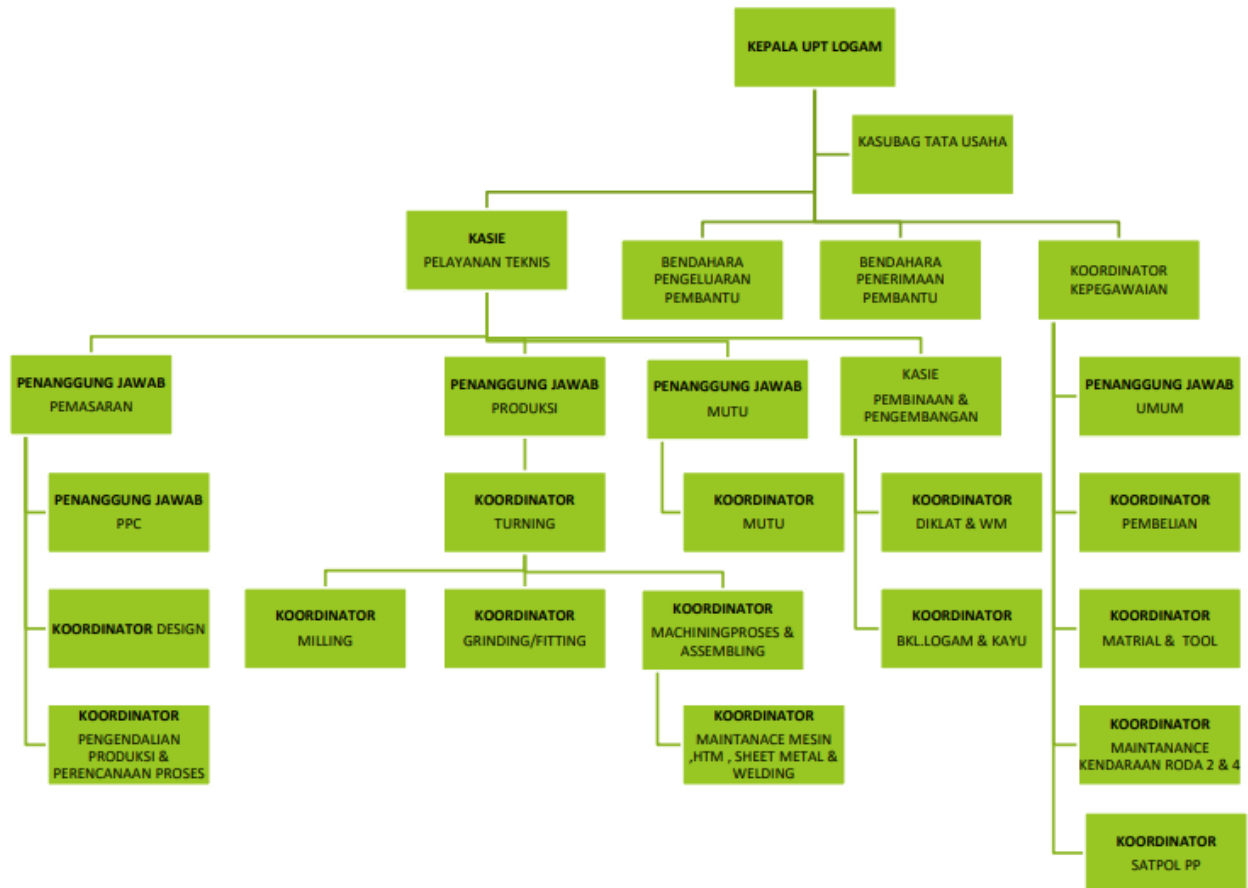 KEPALA UPT LOGAM
KASUBAG TATA USAHA
KASIE
PELAYANAN TEKNIS
BENDAHARA
PENGELUARAN
PEMBANTU
BENDAHARA
PENERIMAAN
PEMBANTU
KOORDINATOR
KEPEGAWAIAN
PENANGGUNG JAWAB
PEMASARAN
PENANGGUNG JAWAB
PRODUKSI
PENANGGUNG JAWAB
MUTU
KASIE
PEMBINAAN &
PENGEMBANGAN
PENANGGUNG JAWAB
UMUM
PENANGGUNG JAWAB
PPC
KOORDINATOR
TURNING
KOORDINATOR
MUTU
KOORDINATOR
DIKLAT & WM
KOORDINATOR
PEMBELIAN
KOORDINATOR DESIGN
KOORDINATOR
MILLING
KOORDINATOR
GRINDING/FITTING
KOORDINATOR
MACHININGPROSES &
ASSEMBLING
KOORDINATOR
BKL.LOGAM & KAYU
KOORDINATOR
MATRIAL & TOOL
KOORDINATOR
PENGENDALIAN
PRODUKSI &
PERENCANAAN PROSES
KOORDINATOR
MAINTANACE MESIN
,HTM , SHEET METAL &
WELDING
KOORDINATOR
MAINTANANCE
KENDARAAN RODA 2 & 4
KOORDINATOR
SATPOL PP